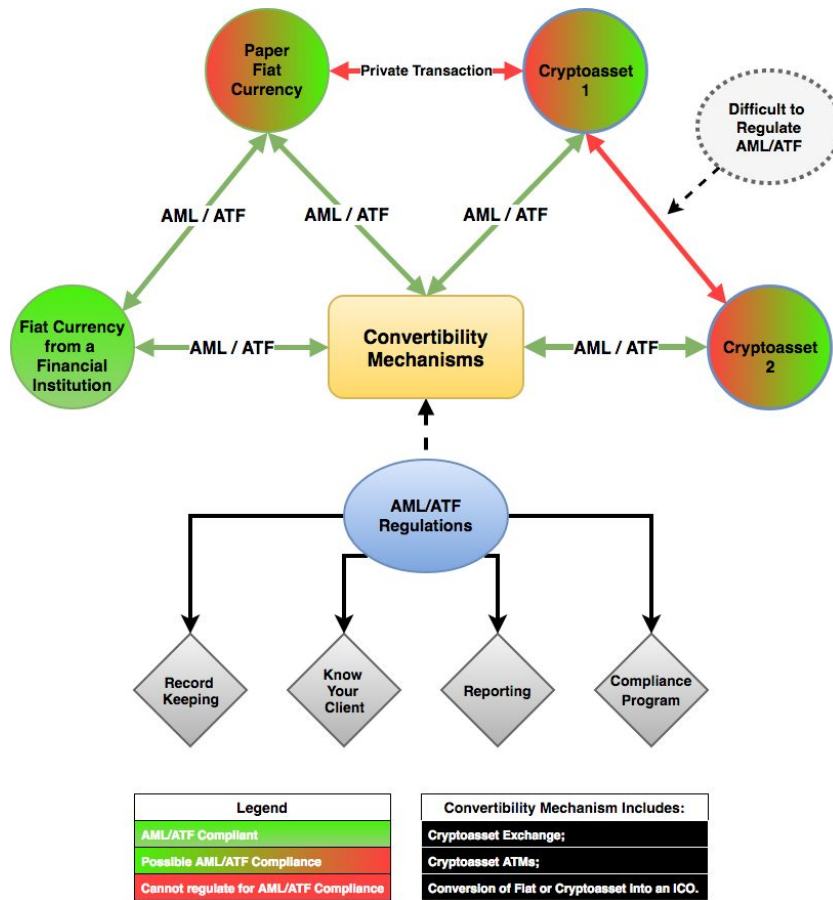 Paper
Fiat
Currency
Private Transaction
Cryptoasset
1
Difficult to
Regulate
AML/ATF
AML / ATF
AML / ATF
AML / ATF
Fiat Currency
from a
Financial
Institution
AML / ATF
Convertibility
Mechanisms
AML / ATF
Cryptoasset
2
AML/ATF
Regulations
Record
Keeping
Know
Your
Client
Reporting
Compliance
Program
Legend
AML/ATF Compliant
Possible AML/ATF Compliance
Cannot regulate for AML/ATF Compliance
Convertibility Mechanism Includes:
Cryptoasset Exchange;
Cryptoasset ATMs;
Conversion of Fiat or Cryptoasset into an ICO.